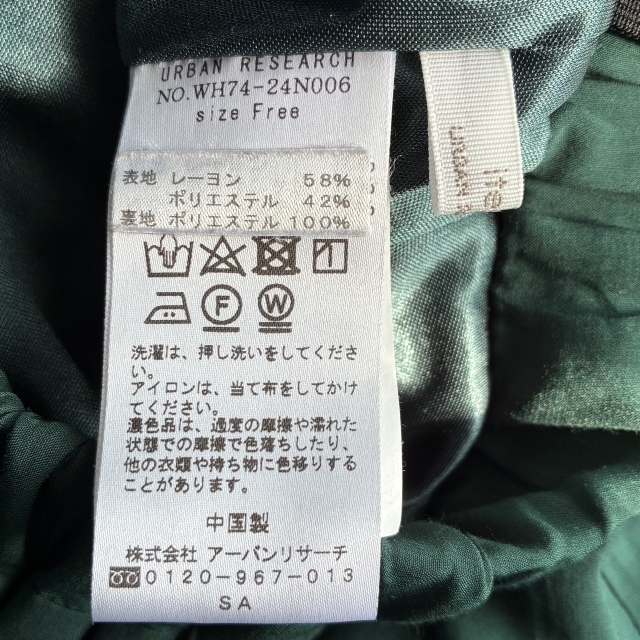 URBAN RESEARCH
NO.WH74-24N006
size Free
表地 レーヨン 58%
ポリエステル 42%
裏地 ポリエステル 100%
F
W
洗濯は、押し洗いをしてくださ
い。
アイロンは、当て布をしてかけ
てください。
濃色品は、過度の摩擦や濡れた
状態での摩擦で色落ちしたり、
他の衣類や持ち物に色移りする
ことがあります。
中国製
株式会社 アーバンリサーチ
0120-967-013
SA
ite